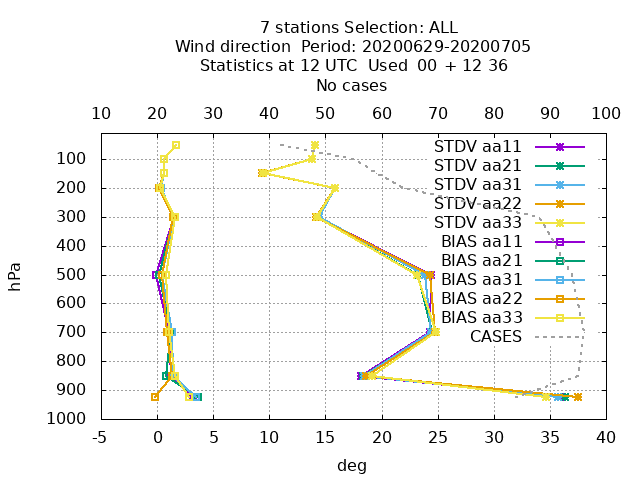 7 stations Selection: ALL
Wind direction  Period: 20200629-20200705
Statistics at 12 UTC  Used  00 + 12 36
No cases
10 20 30 40 50 60 70 80 90 100
STDV aa11
100
STDV aa21
STDV aa31
200
STDV aa22
STDV aa33
300
BIAS aa11
400
BIAS aa21
hPa
500
BIAS aa31
BIAS aa22
600
BIAS aa33
700
CASES
800
900
1000
-5 0 5 10 15 20 25 30 35 40
deg